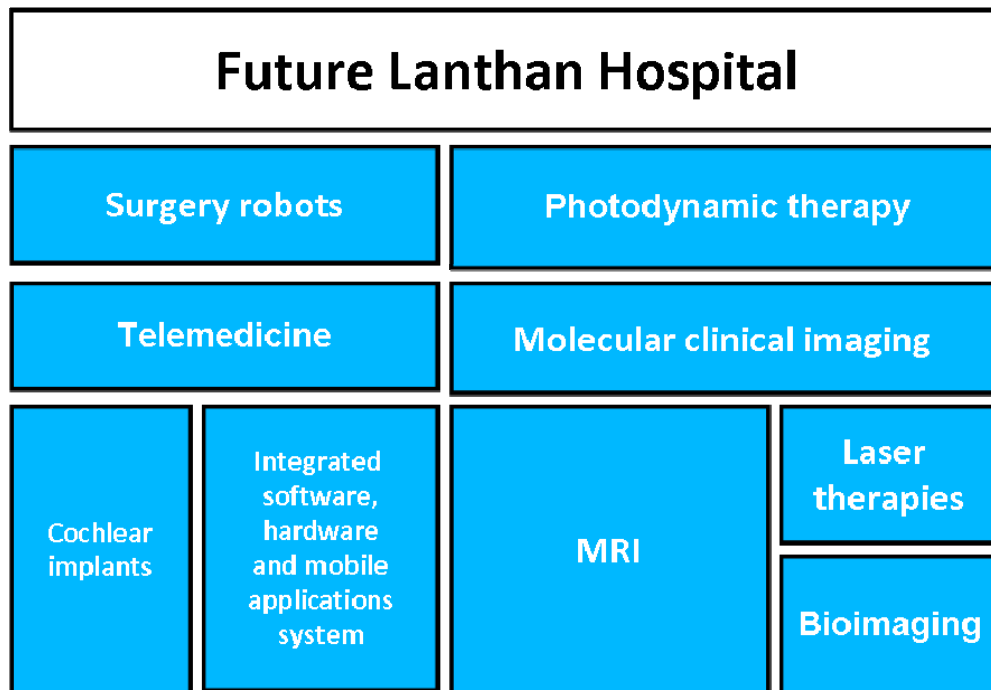 Future Lanthan Hospital
Surgery robots
Photodynamic therapy
Telemedicine
Molecular clinical imaging
Cochlear
implants
Integrated
software,
hardware
and mobile
applications
system
MRI
Laser
therapies
Bioimaging